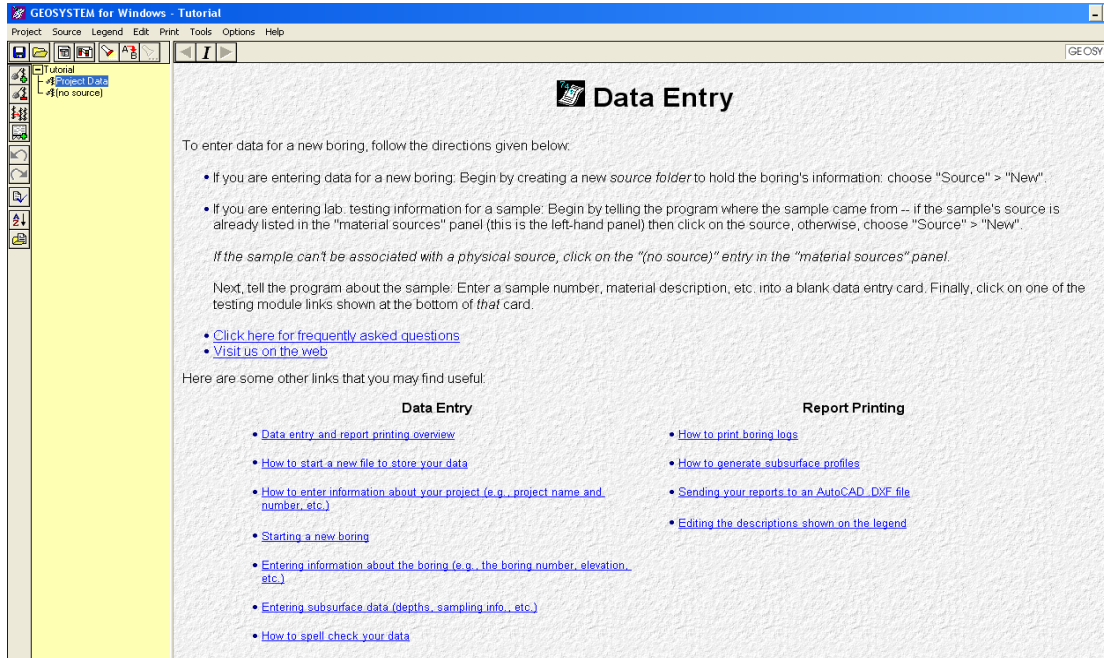 GEOSYSTEM for Windows - Tutorial
Project Source Legend Edit Print Tools Options Help
I
GEOSY
Tutorial
Project Data
(no source)
Data Entry
To enter data for a new boring, follow the directions given below:
• If you are entering data for a new boring: Begin by creating a new source folder to hold the boring's information: choose "Source" > "New".
• If you are entering lab. testing information for a sample: Begin by telling the program where the sample came from -- if the sample's source is
already listed in the "material sources" panel (this is the left-hand panel) then click on the source, otherwise, choose "Source" > "New".
If the sample can't be associated with a physical source, click on the "(no source)" entry in the "material sources" panel.
Next, tell the program about the sample: Enter a sample number, material description, etc. into a blank data entry card. Finally, click on one of the
testing module links shown at the bottom of that card.
• Click here for frequently asked questions
• Visit us on the web
Here are some other links that you may find useful:
Data Entry
• Data entry and report printing overview
• How to start a new file to store your data
• How to enter information about your project (e.g., project name and
number, etc.)
• Starting a new boring
• Entering information about the boring (e.g., the boring number, elevation,
etc.)
• Entering subsurface data (depths, sampling info., etc.)
• How to spell check your data
Report Printing
• How to print boring logs
• How to generate subsurface profiles
• Sending your reports to an AutoCAD .DXF file
• Editing the descriptions shown on the legend